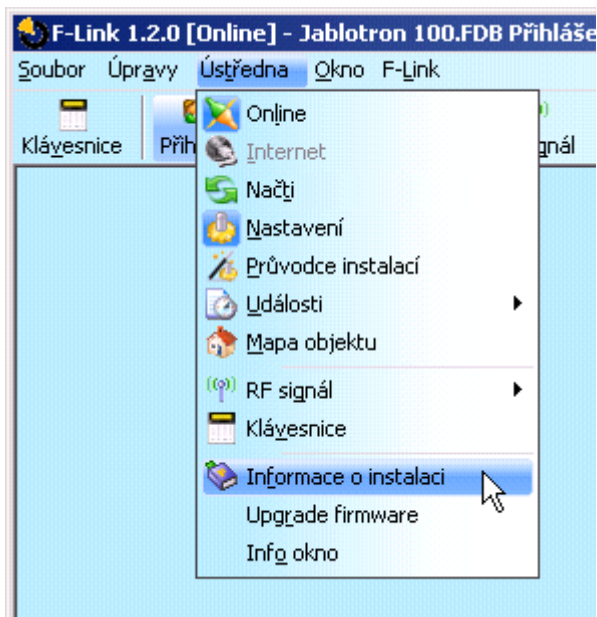 F-Link 1.2.0 [Online] - Jablotron 100.FDB Přihláše
Soubor Úpravy Ústředna Okno F-Link
Klávesnice Přih gnál
Online
Internet
Načti
Nastavení
Průvodce instalací
Události
Mapa objektu
RF signál
Klávesnice
Informace o instalaci
Upgrade firmware
Info okno